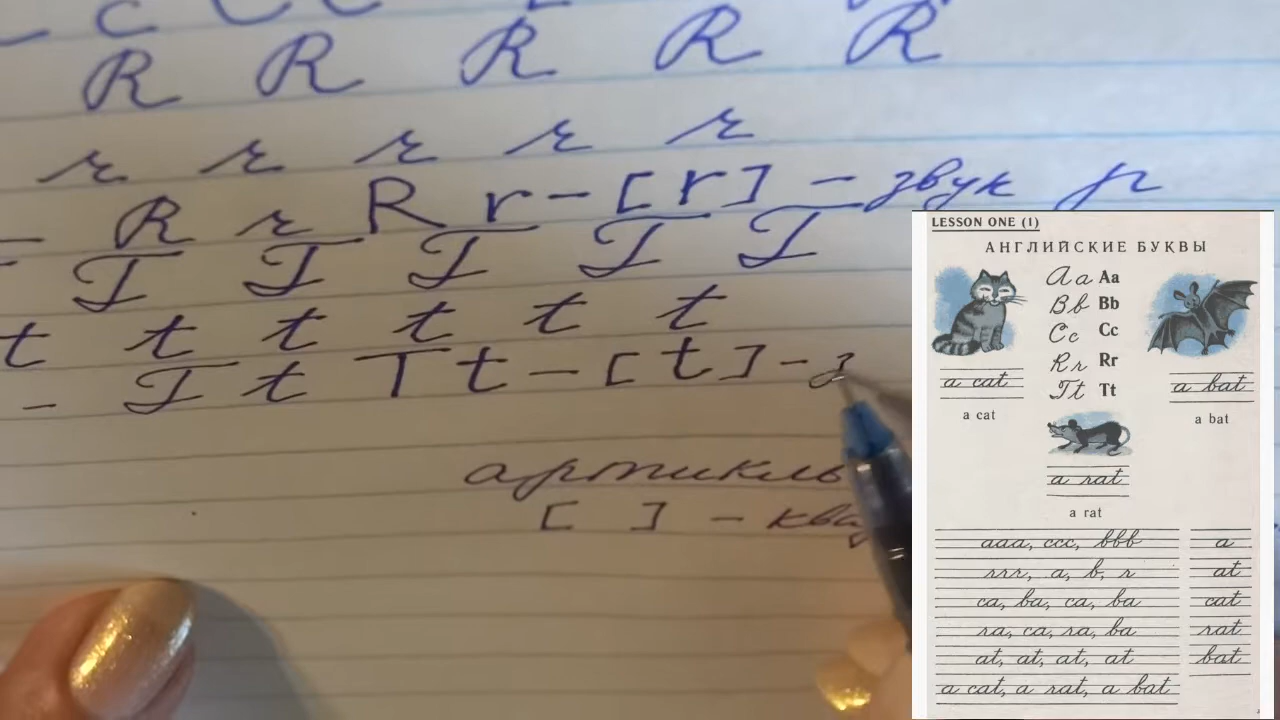 c
R R R R R
r r r r r
R r R r - [r] - звук р
T T T T T
t t t t t t
- T t T t - [t] - з
артикль
[ ] - ква
LESSON ONE (1)
АНГЛИЙСКИЕ БУКВЫ
Aa Aa
Bb Bb
Cc Cc
Rr Rr
Tt Tt
a cat
a cat
a bat
a bat
a rat
a rat
aaa, ccc, bbb
rrr, a, b, r
ca, ba, ca, ba
ra, ca, ra, ba
at, at, at, at
a cat, a rat, a bat
a
at
cat
rat
bat